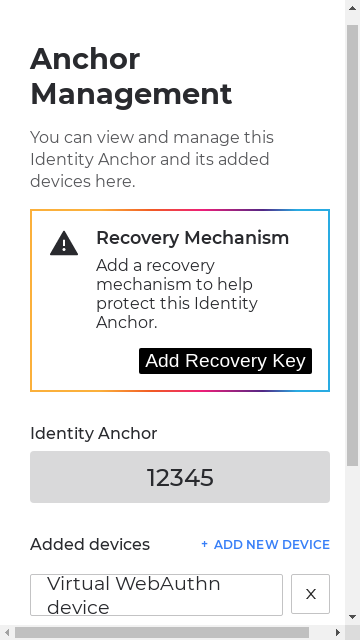 Anchor
Management
You can view and manage this
Identity Anchor and its added
devices here.
Recovery Mechanism
Add a recovery
mechanism to help
protect this Identity
Anchor.
Add Recovery Key
Identity Anchor
12345
Added devices
+ ADD NEW DEVICE
Virtual WebAuthn
device
x